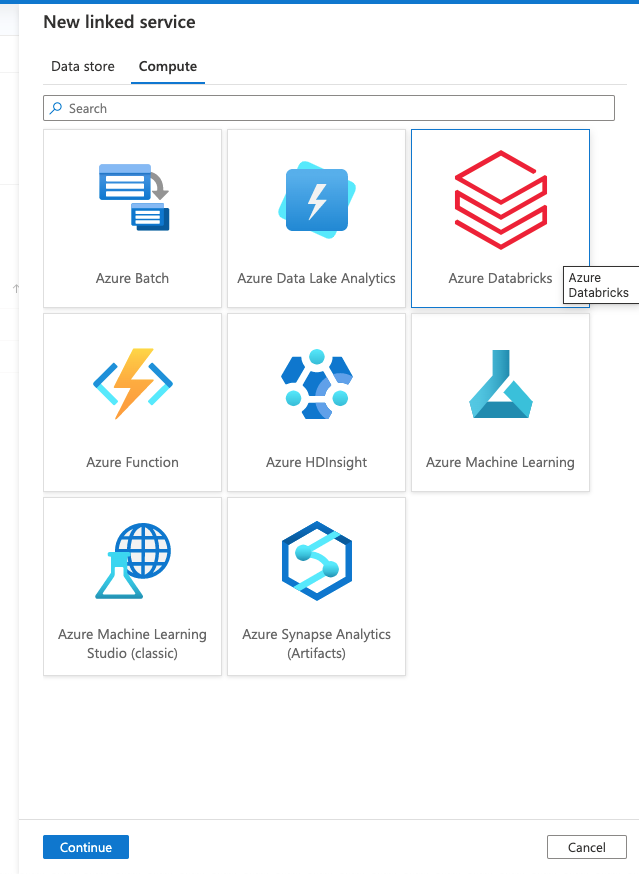 New linked service
Data store
Compute
Search
Azure Batch
Azure Data Lake Analytics
Azure Databricks
Azure
Databricks
Azure Function
Azure HDInsight
Azure Machine Learning
Azure Machine Learning
Studio (classic)
Azure Synapse Analytics
(Artifacts)
Continue
Cancel